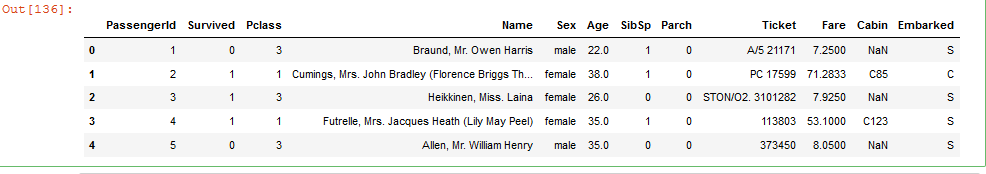 Out[136]:
PassengerId Survived Pclass Name Sex Age SibSp Parch Ticket Fare Cabin Embarked
0 1 0 3 Braund, Mr. Owen Harris male 22.0 1 0 A/5 21171 7.2500 NaN S
1 2 1 1 Cumings, Mrs. John Bradley (Florence Briggs Th... female 38.0 1 0 PC 17599 71.2833 C85 C
2 3 1 3 Heikkinen, Miss. Laina female 26.0 0 0 STON/O2. 3101282 7.9250 NaN S
3 4 1 1 Futrelle, Mrs. Jacques Heath (Lily May Peel) female 35.0 1 0 113803 53.1000 C123 S
4 5 0 3 Allen, Mr. William Henry male 35.0 0 0 373450 8.0500 NaN S